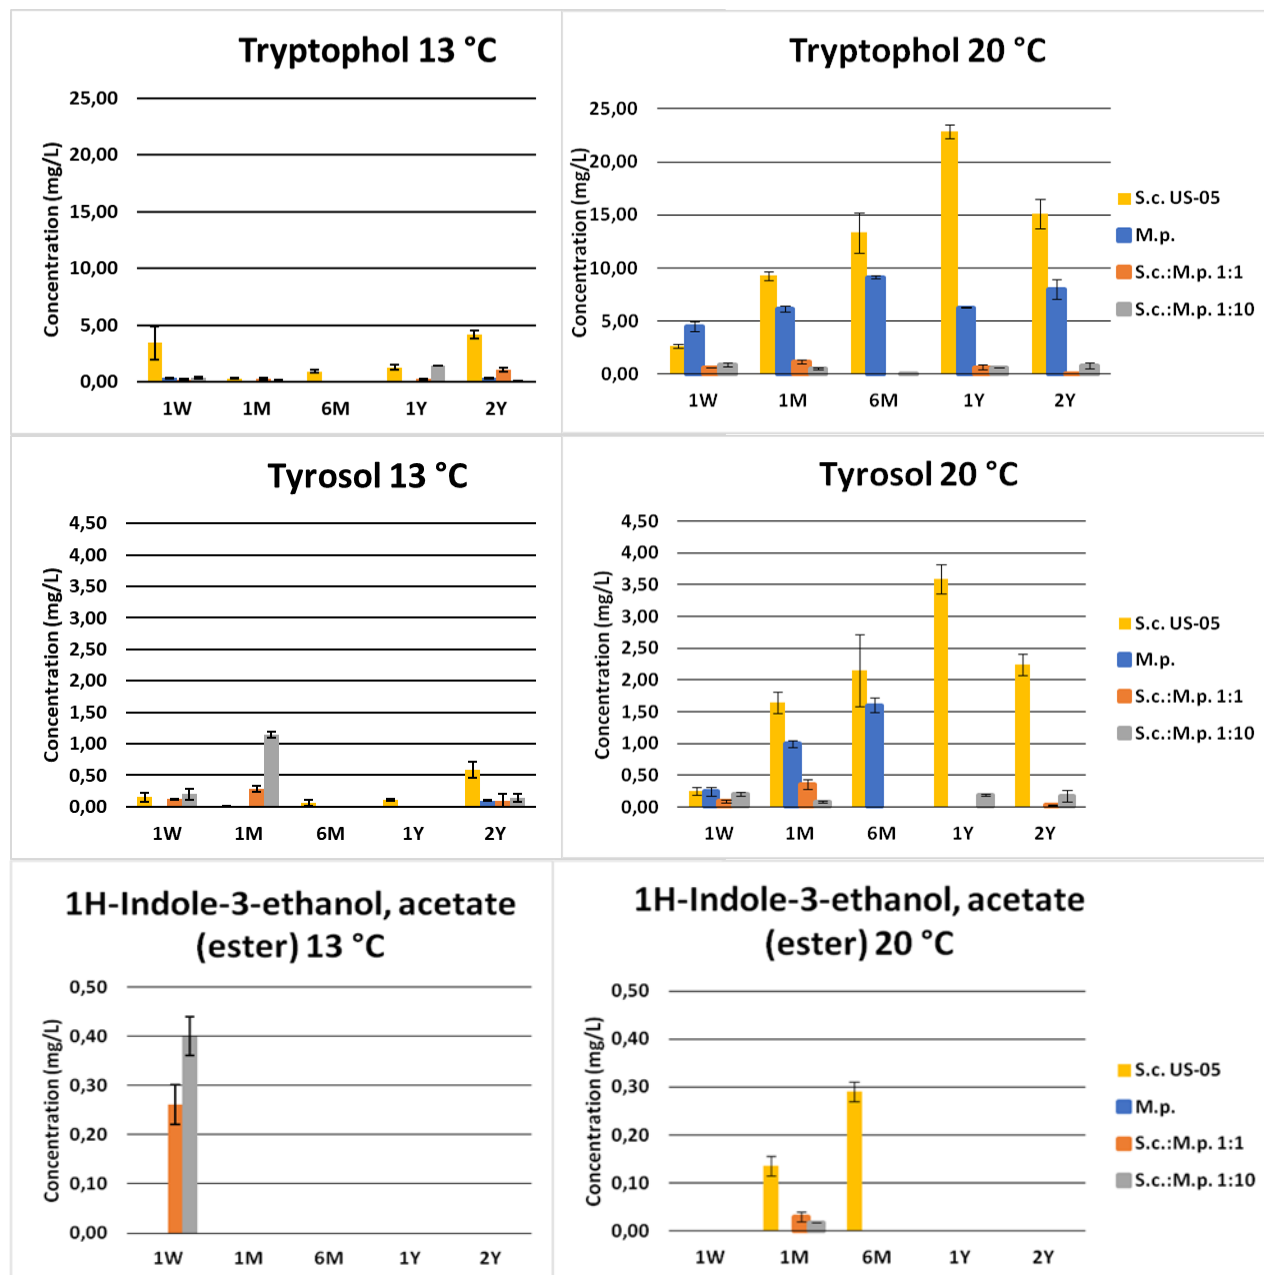 Tryptophol 13 °C
Concentration (mg/L)
25,00
20,00
15,00
10,00
5,00
0,00
1W 1M 6M 1Y 2Y
Tryptophol 20 °C
Concentration (mg/L)
25,00
20,00
15,00
10,00
5,00
0,00
1W 1M 6M 1Y 2Y
S.c. US-05
M.p.
S.c.:M.p. 1:1
S.c.:M.p. 1:10
Tyrosol 13 °C
Concentration (mg/L)
4,50
4,00
3,50
3,00
2,50
2,00
1,50
1,00
0,50
0,00
1W 1M 6M 1Y 2Y
Tyrosol 20 °C
Concentration (mg/L)
4,50
4,00
3,50
3,00
2,50
2,00
1,50
1,00
0,50
0,00
1W 1M 6M 1Y 2Y
S.c. US-05
M.p.
S.c.:M.p. 1:1
S.c.:M.p. 1:10
1H-Indole-3-ethanol, acetate
(ester) 13 °C
Concentration (mg/L)
0,50
0,40
0,30
0,20
0,10
0,00
1W 1M 6M 1Y 2Y
1H-Indole-3-ethanol, acetate
(ester) 20 °C
Concentration (mg/L)
0,50
0,40
0,30
0,20
0,10
0,00
1W 1M 6M 1Y 2Y
S.c. US-05
M.p.
S.c.:M.p. 1:1
S.c.:M.p. 1:10